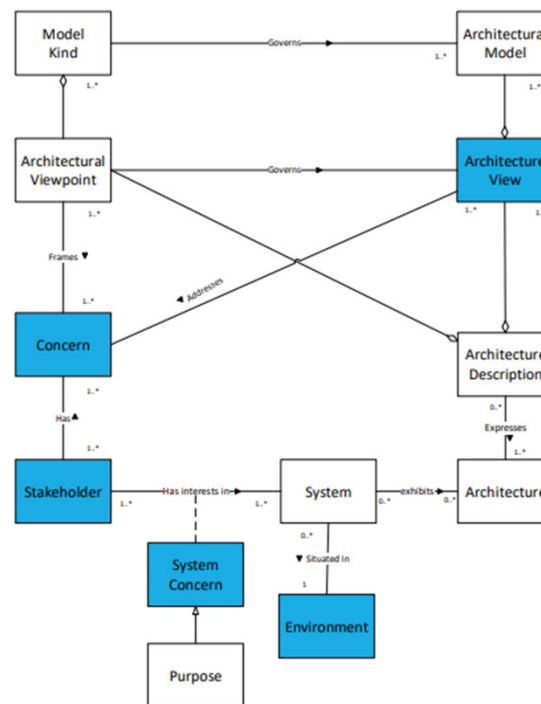 Model
Kind
Governs
Architectural
Model
1..*
1..*
1..*
Architectural
Viewpoint
Governs
Architecture
View
1..*
1..*
Frames
Addresses
1..*
Concern
Architecture
Description
1..*
0..*
Has
Expresses
1..*
1..*
Stakeholder
Has interests in
System
exhibits
Architecture
1..*
1..*
0..*
0..*
0..*
System
Concern
Situated In
1
Environment
Purpose